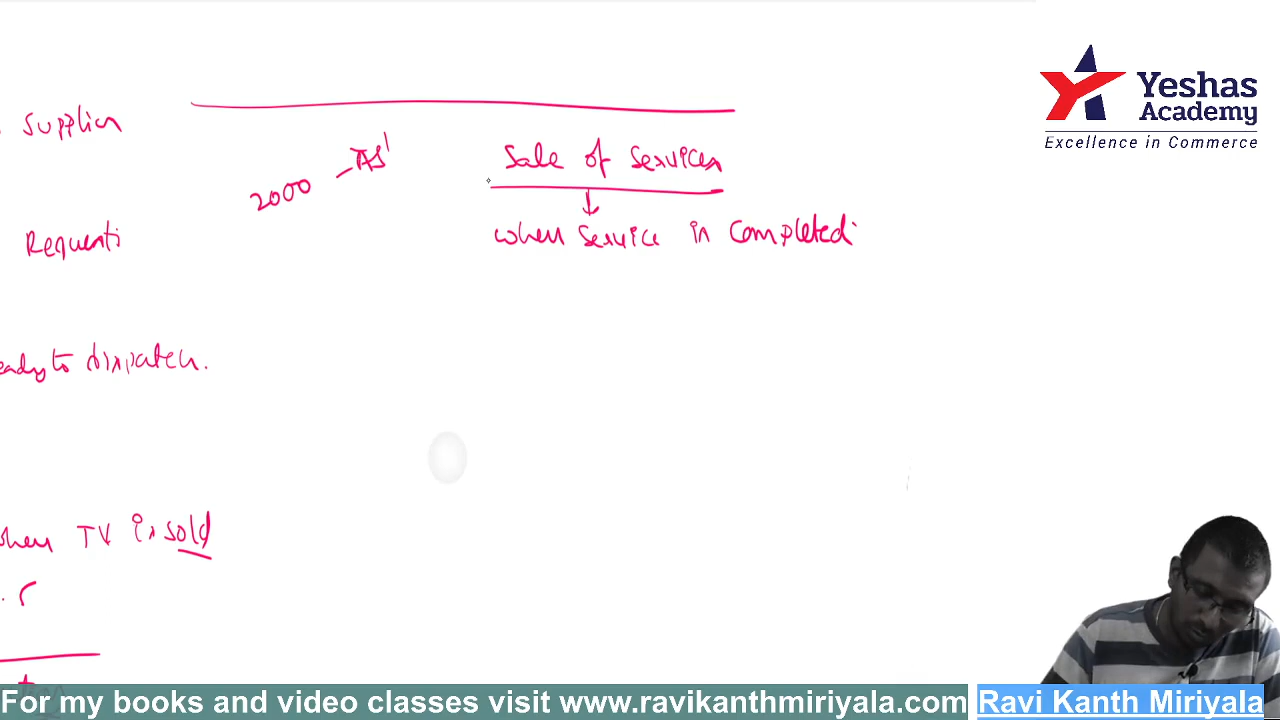 Yeshas
Academy
Excellence in Commerce
Supplier
2000 - AS'
Sale of Services
when Service is Completed
Requesti
eady to dispatch.
when TV is sold
For my books and video classes visit www.ravikanthmiriyala.com Ravi Kanth Miriyala